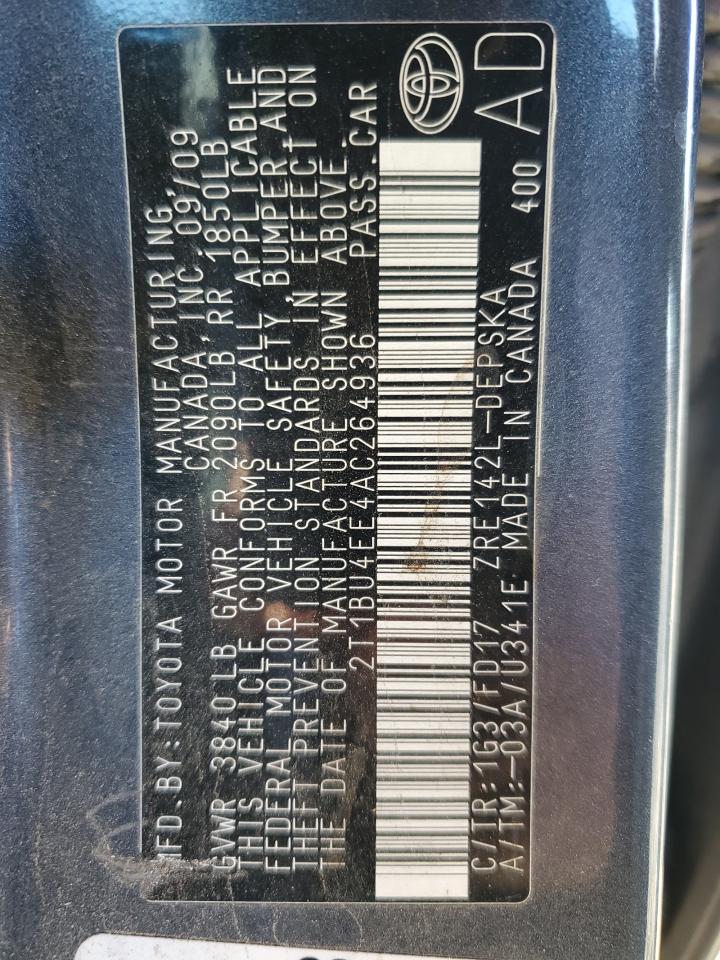 MFD.BY:TOYOTA MOTOR MANUFACTURING,
CANADA, INC. 09/09
GVWR 3840 LB GAWR FR 2090LB, RR 1850LB
THIS VEHICLE CONFORMS TO ALL APPLICABLE
FEDERAL MOTOR VEHICLE SAFETY, BUMPER, AND
THEFT PREVENTION STANDARDS IN EFFECT ON
THE DATE OF MANUFACTURE SHOWN ABOVE.
2T1BU4EE4AC264936 PASS.CAR
C/TR:1G3/FD17 ZRE142L-DEPSKA
A/TM:-03A/U341E MADE IN CANADA 400 AD